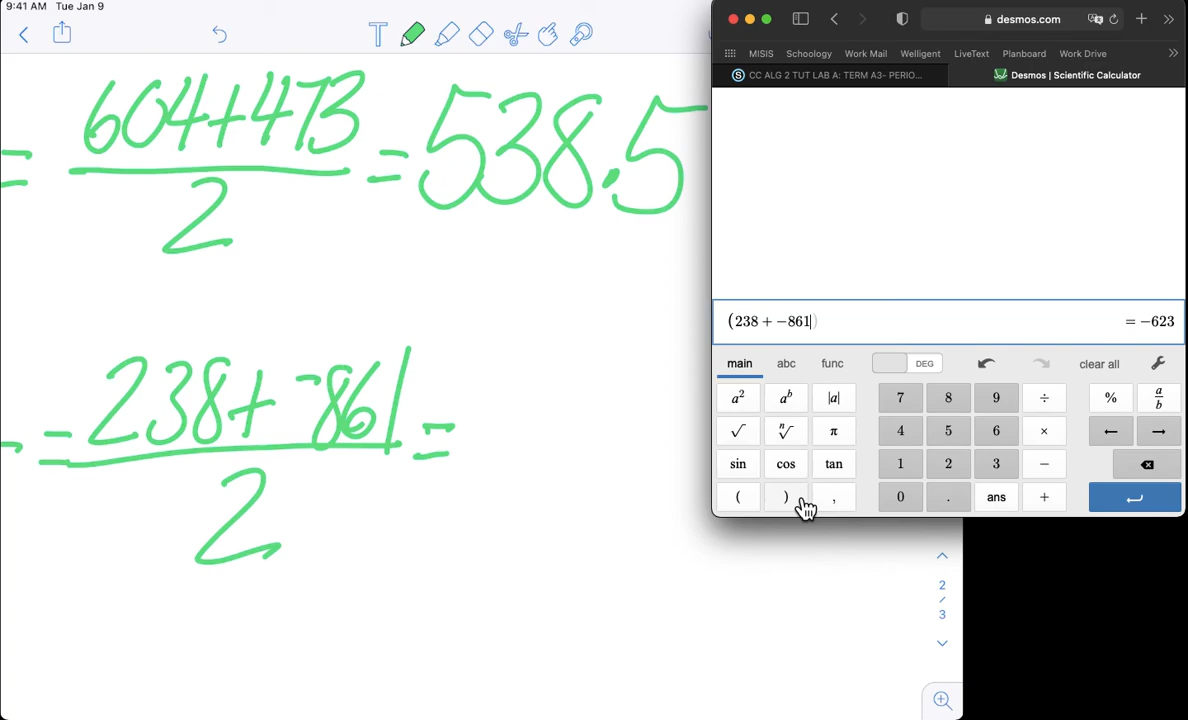 9:41 AM Tue Jan 9
T
= 604+473 / 2 = 538.5
= 238+ -861 / 2 =
2
/
3
desmos.com
MISIS Schoology Work Mail Welligent LiveText Planboard Work Drive
CC ALG 2 TUT LAB A: TERM A3- PERIO...
Desmos | Scientific Calculator
(238 + −861) = −623
main abc func DEG clear all
a² aᵇ |a| 7 8 9 ÷ % a/b
√ ⁿ√ π 4 5 6 × ← →
sin cos tan 1 2 3 −
( ) , 0 . ans +